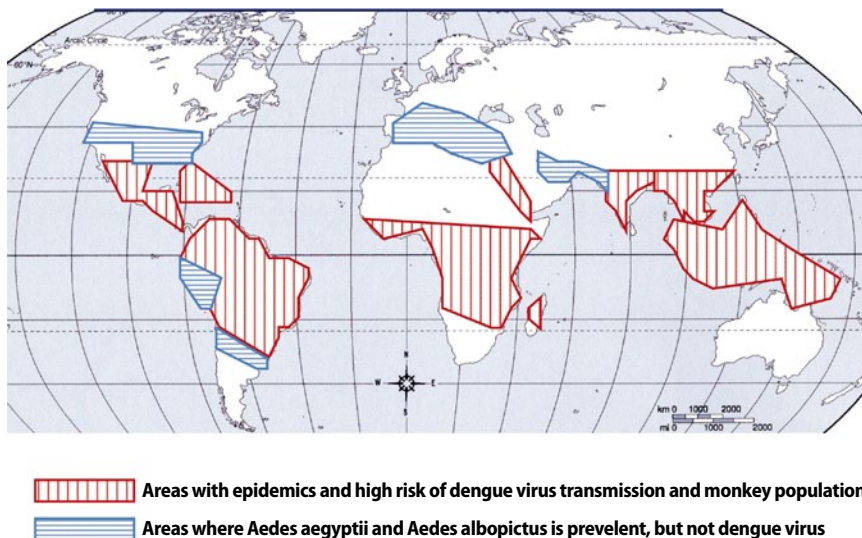 Arctic Circle
60°N
N
W E
S
km 0 1000 2000
mi 0 1000 2000
Areas with epidemics and high risk of dengue virus transmission and monkey population
Areas where Aedes aegyptii and Aedes albopictus is prevelent, but not dengue virus